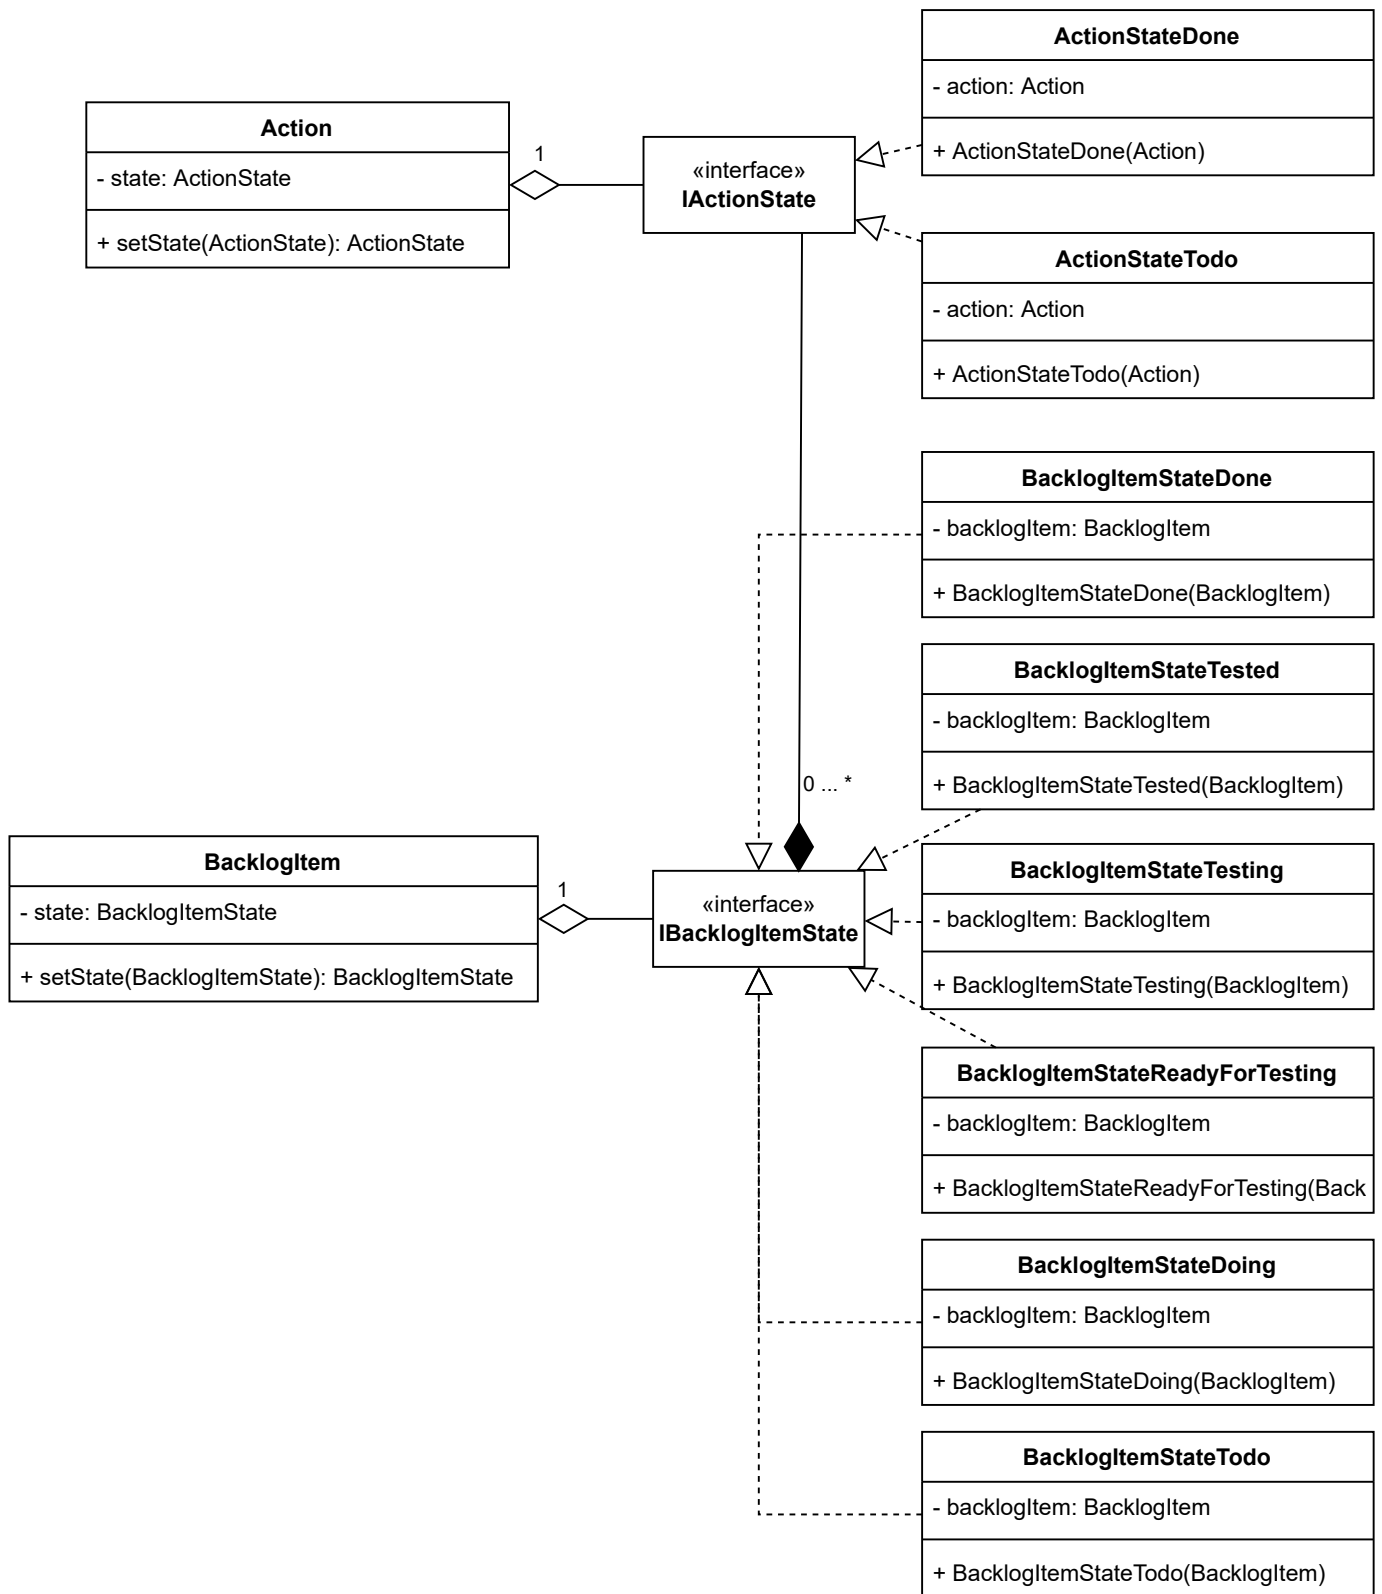 ActionStateDone
- action: Action
+ ActionStateDone(Action)
Action
- state: ActionState
+ setState(ActionState): ActionState
1
«interface»
IActionState
ActionStateTodo
- action: Action
+ ActionStateTodo(Action)
BacklogItemStateDone
- backlogItem: BacklogItem
+ BacklogItemStateDone(BacklogItem)
BacklogItemStateTested
- backlogItem: BacklogItem
+ BacklogItemStateTested(BacklogItem)
0 ... *
BacklogItem
- state: BacklogItemState
+ setState(BacklogItemState): BacklogItemState
1
«interface»
IBacklogItemState
BacklogItemStateTesting
- backlogItem: BacklogItem
+ BacklogItemStateTesting(BacklogItem)
BacklogItemStateReadyForTesting
- backlogItem: BacklogItem
+ BacklogItemStateReadyForTesting(Back
BacklogItemStateDoing
- backlogItem: BacklogItem
+ BacklogItemStateDoing(BacklogItem)
BacklogItemStateTodo
- backlogItem: BacklogItem
+ BacklogItemStateTodo(BacklogItem)